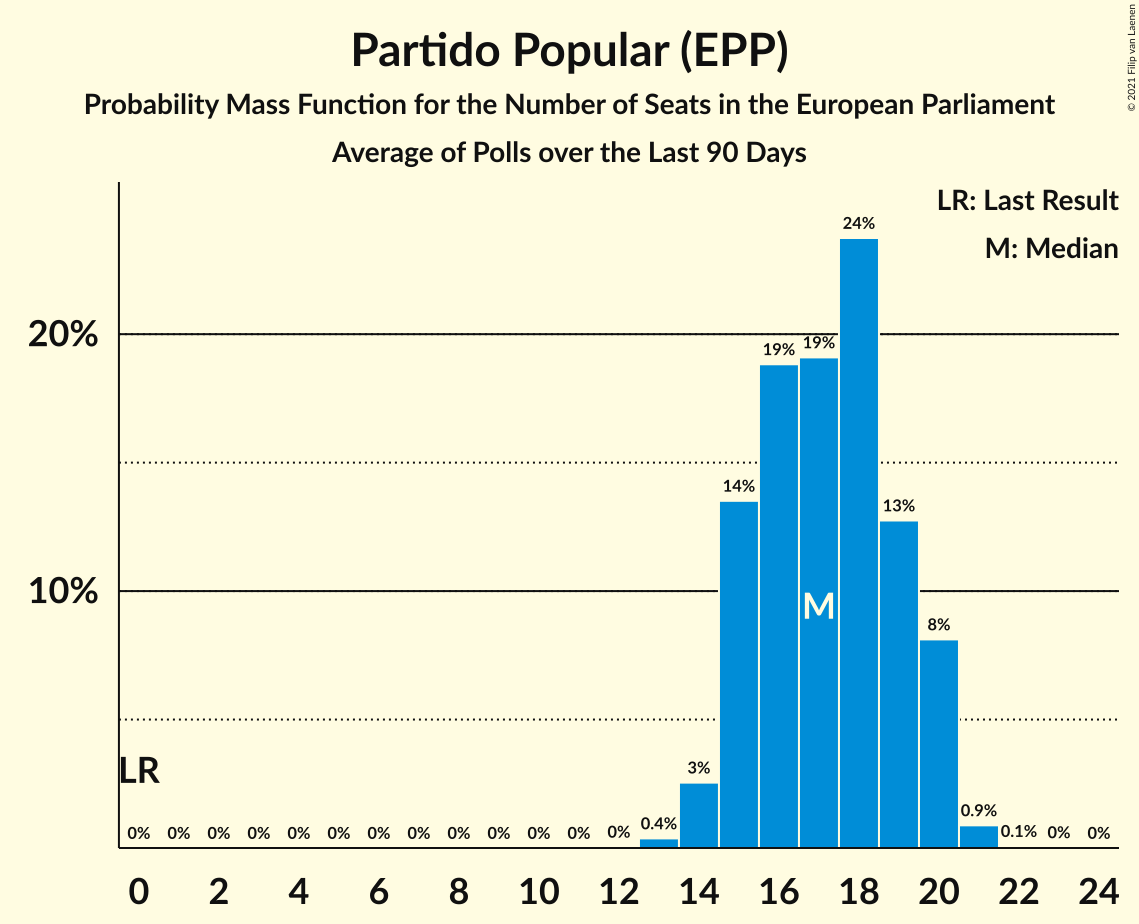 Partido Popular (EPP)
Probability Mass Function for the Number of Seats in the European Parliament
Average of Polls over the Last 90 Days
© 2021 Filip van Laenen
LR: Last Result
M: Median
24%
20%
19% 19%
14% 13%
10%
M
8%
LR
3%
0% 0% 0% 0% 0% 0% 0% 0% 0% 0% 0% 0% 0% 0.4% 0.9% 0.1% 0% 0%
0 2 4 6 8 10 12 14 16 18 20 22 24